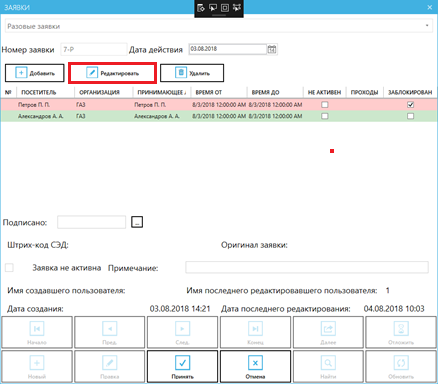 ЗАЯВКИ
Разовые заявки
Номер заявки 7-Р Дата действия 03.08.2018
Добавить Редактировать Удалить
№ ПОСЕТИТЕЛЬ ОРГАНИЗАЦИЯ ПРИНИМАЮЩЕЕ ВРЕМЯ ОТ ВРЕМЯ ДО НЕ АКТИВЕН ПРОХОДЫ ЗАБЛОКИРОВАН
Петров П. П. ГАЗ Петров П. П. 8/3/2018 12:00:00 AM 8/3/2018 12:00:00 AM
Александров А. А. ГАЗ Александров А. А. 8/3/2018 12:00:00 AM 8/3/2018 12:00:00 AM
Подписано: ...
Штрих-код СЭД: Оригинал заявки:
Заявка не активна Примечание:
Имя создавшего пользователя: Имя последнего редактировавшего пользователя: 1
Дата создания: 03.08.2018 14:21 Дата последнего редактирования: 04.08.2018 10:03
Начало Пред. След. Конец Далее Отложить
Новый Правка Принять Отмена Найти Обновить